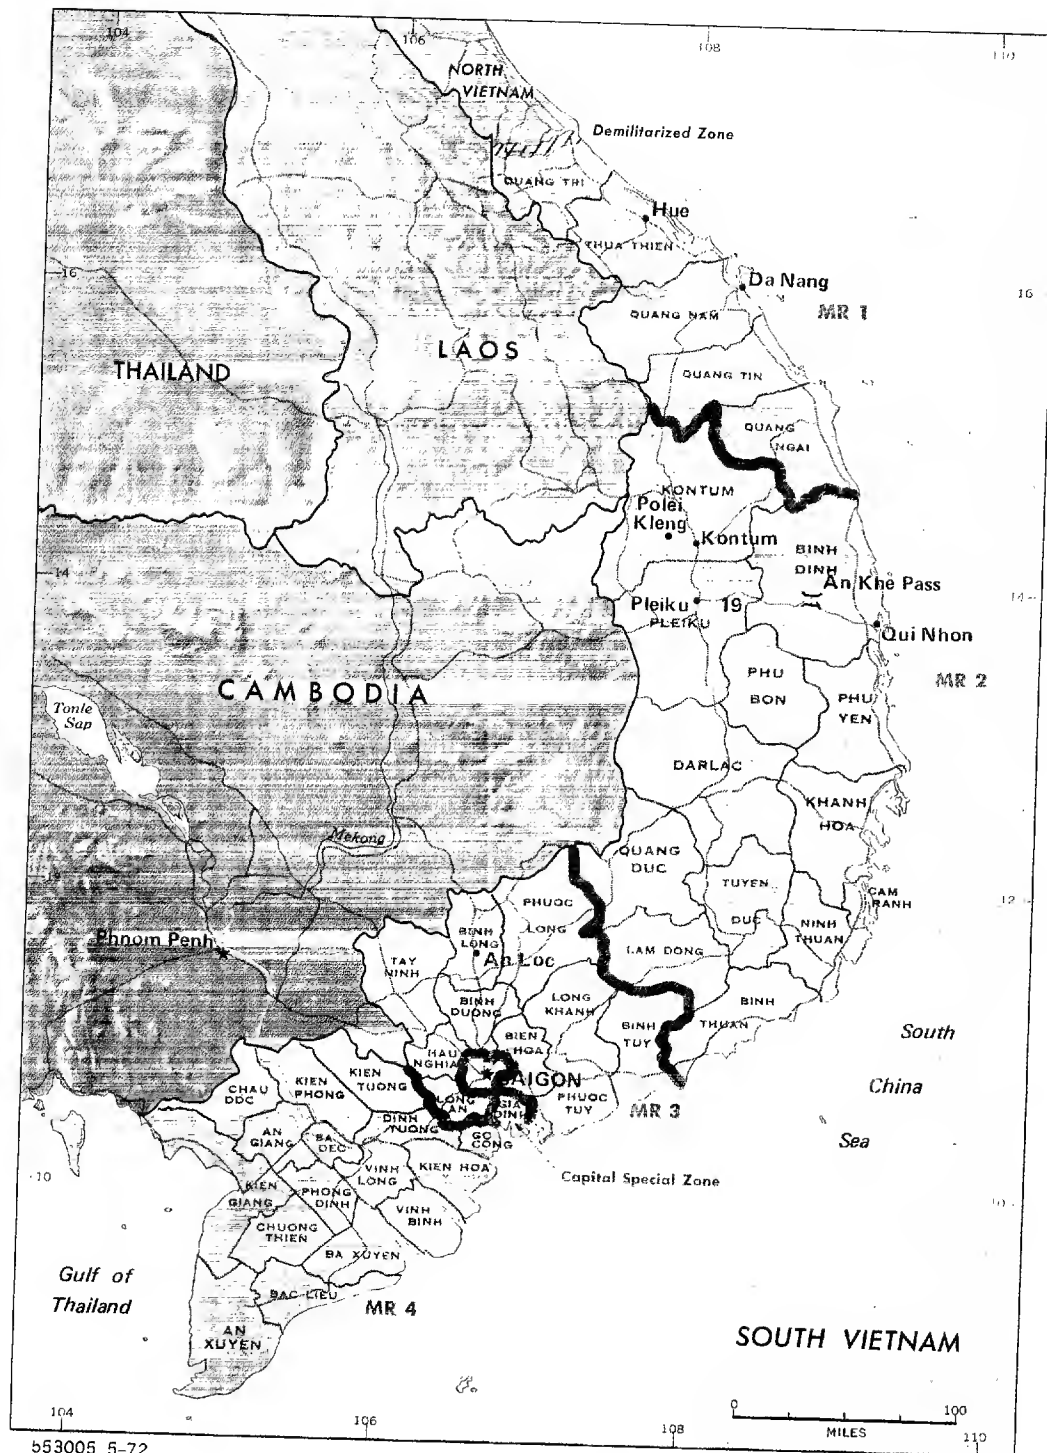 104
106
108
110
NORTH
VIETNAM
Demilitarized Zone
QUANG TRI
Hue
THUA THIEN
16
Da Nang
16
QUANG NAM
MR 1
LAOS
THAILAND
QUANG TIN
QUANG
NGAI
KONTUM
Polei
Kleng
Kontum
BINH
DINH
14
An Khe Pass
14
Pleiku
19
PLEIKU
Qui Nhon
CAMBODIA
PHU
BON
MR 2
PHU
YEN
Tonle
Sap
DARLAC
KHANH
HOA
Mekong
QUANG
DUC
TUYEN
DUC
CAM
RANH
12
PHUOC
LONG
NINH
THUAN
BINH
LONG
LAM DONG
Phnom Penh
An Loc
TAY
NINH
BINH
DUONG
LONG
KHANH
BINH
THUAN
BINH
TUY
BIEN
HOA
HAU
NGHIA
South
China
Sea
SAIGON
KIEN
TUONG
KIEN
PHONG
CHAU
DOC
LONG
AN
GIA
DINH
PHUOC
TUY
MR 3
DINH
TUONG
GO
CONG
AN
GIANG
SA
DEC
VINH
LONG
KIEN HOA
Capital Special Zone
10
10
KIEN
GIANG
PHONG
DINH
VINH
BINH
CHUONG
THIEN
BA XUYEN
Gulf of
Thailand
BAC LIEU
MR 4
AN
XUYEN
SOUTH VIETNAM
0
100
MILES
104
106
108
110
553005 5-72